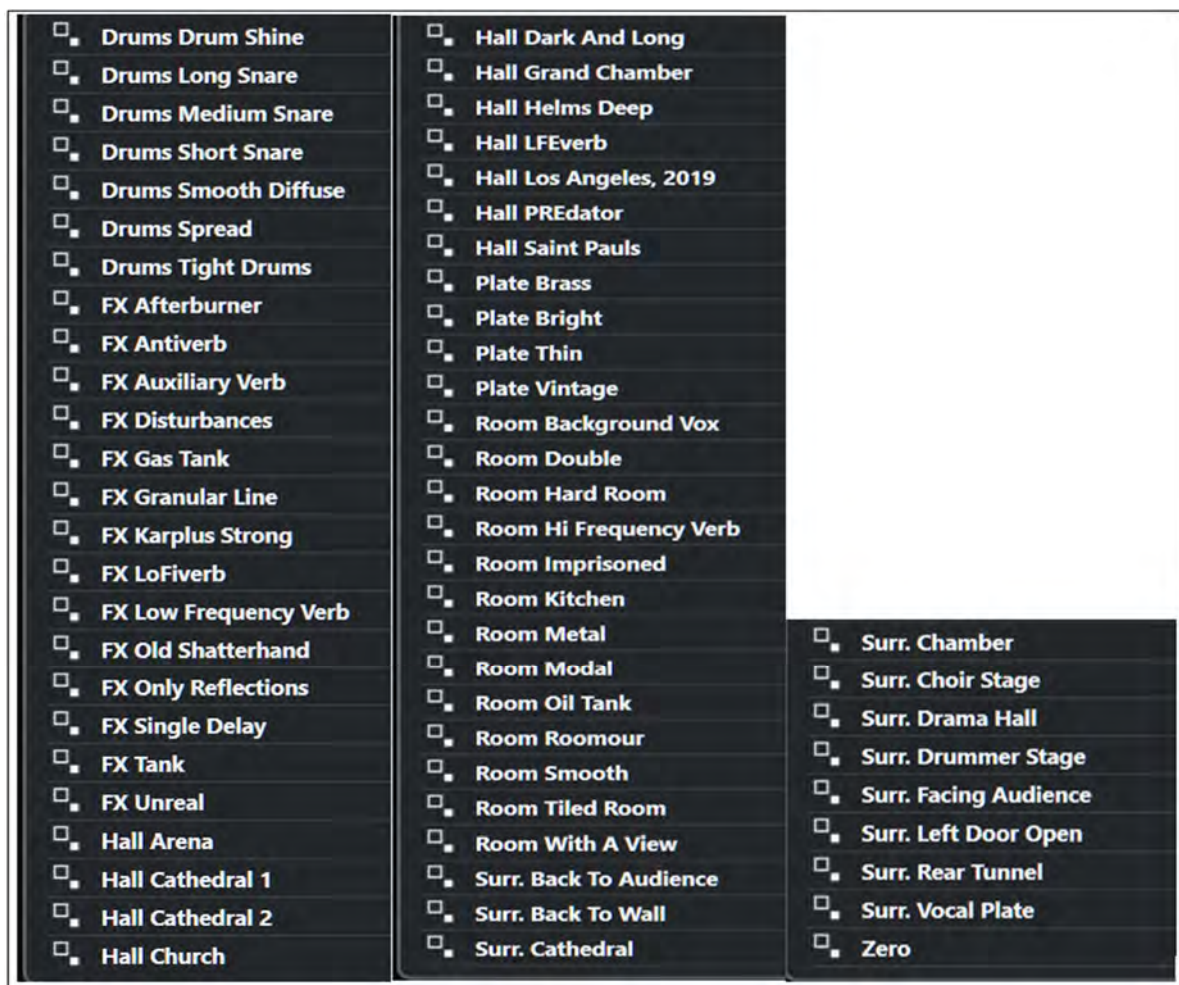 Drums Drum Shine
Drums Long Snare
Drums Medium Snare
Drums Short Snare
Drums Smooth Diffuse
Drums Spread
Drums Tight Drums
FX Afterburner
FX Antiverb
FX Auxiliary Verb
FX Disturbances
FX Gas Tank
FX Granular Line
FX Karplus Strong
FX LoFiverb
FX Low Frequency Verb
FX Old Shatterhand
FX Only Reflections
FX Single Delay
FX Tank
FX Unreal
Hall Arena
Hall Cathedral 1
Hall Cathedral 2
Hall Church
Hall Dark And Long
Hall Grand Chamber
Hall Helms Deep
Hall LFEverb
Hall Los Angeles, 2019
Hall PREdator
Hall Saint Pauls
Plate Brass
Plate Bright
Plate Thin
Plate Vintage
Room Background Vox
Room Double
Room Hard Room
Room Hi Frequency Verb
Room Imprisoned
Room Kitchen
Room Metal
Room Modal
Room Oil Tank
Room Roomour
Room Smooth
Room Tiled Room
Room With A View
Surr. Back To Audience
Surr. Back To Wall
Surr. Cathedral
Surr. Chamber
Surr. Choir Stage
Surr. Drama Hall
Surr. Drummer Stage
Surr. Facing Audience
Surr. Left Door Open
Surr. Rear Tunnel
Surr. Vocal Plate
Zero